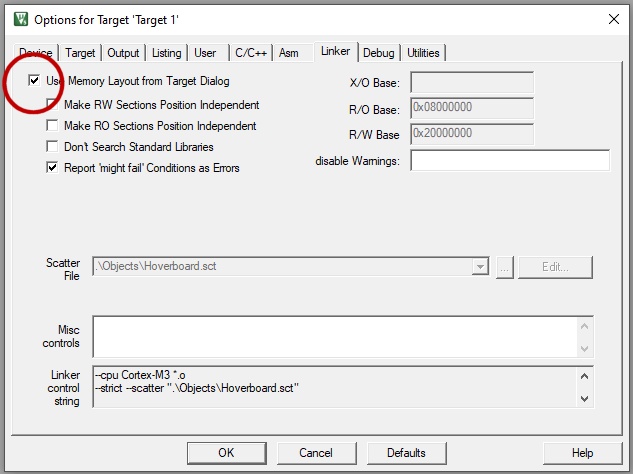 Options for Target 'Target 1'
Device Target Output Listing User C/C++ Asm Linker Debug Utilities
Use Memory Layout from Target Dialog
X/O Base:
Make RW Sections Position Independent
R/O Base: 0x08000000
Make RO Sections Position Independent
R/W Base 0x20000000
Don't Search Standard Libraries
disable Warnings:
Report 'might fail' Conditions as Errors
Scatter
File
.\Objects\Hoverboard.sct
...
Edit...
Misc
controls
Linker
control
string
--cpu Cortex-M3 *.o
--strict --scatter ".\Objects\Hoverboard.sct"
OK Cancel Defaults Help